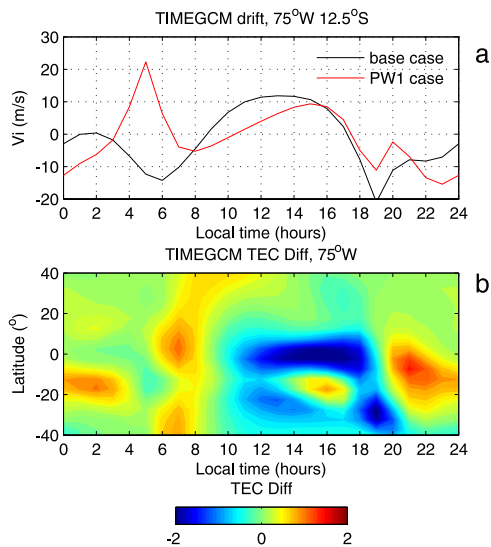 TIMEGCM drift, 75°W 12.5°S
a
30
20
10
0
-10
-20
Vi (m/s)
base case
PW1 case
0 2 4 6 8 10 12 14 16 18 20 22 24
Local time (hours)
TIMEGCM TEC Diff, 75°W
b
40
20
0
-20
-40
Latitude (°)
0 2 4 6 8 10 12 14 16 18 20 22 24
Local time (hours)
TEC Diff
-2 0 2